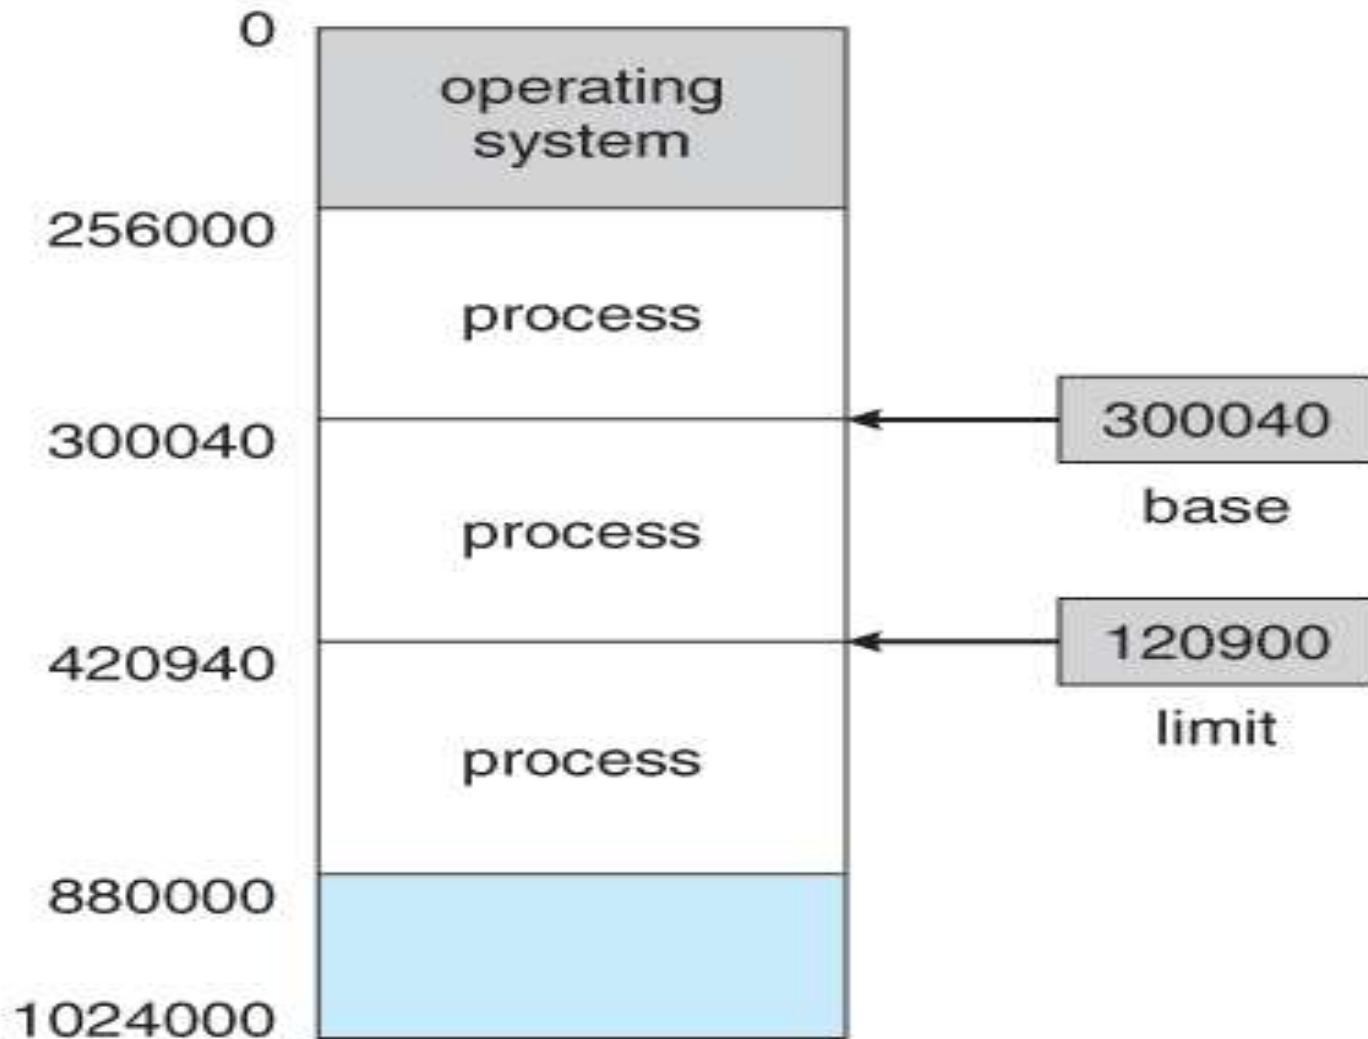 0
operating
system
256000
process
300040
300040
base
process
120900
420940
limit
process
880000
1024000